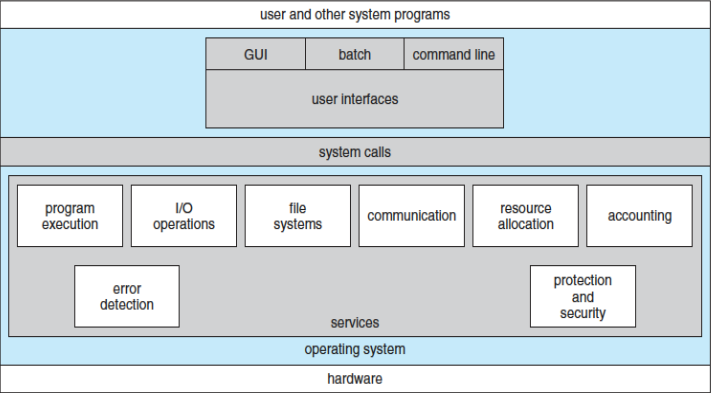 user and other system programs
GUI
batch
command line
user interfaces
system calls
program
execution
I/O
operations
file
systems
communication
resource
allocation
accounting
error
detection
protection
and
security
services
operating system
hardware